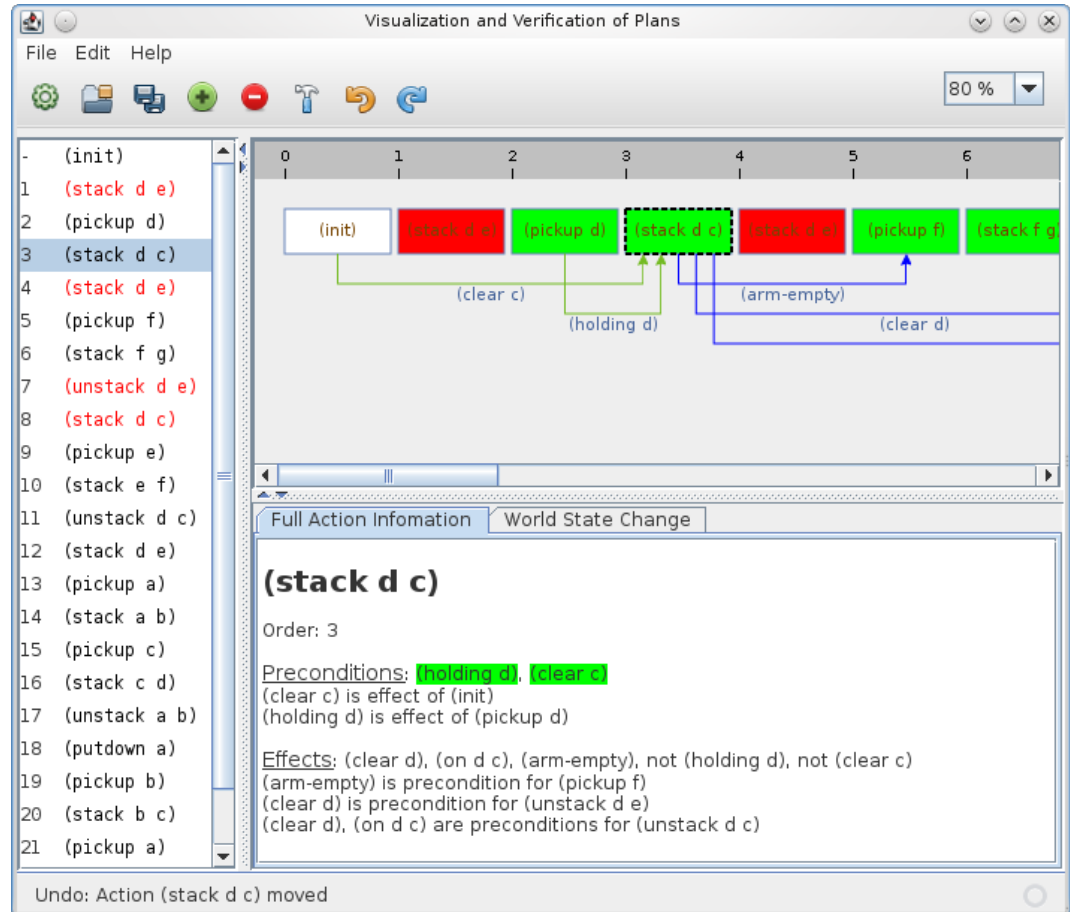 Visualization and Verification of Plans
File Edit Help
80 %
- (init)
1 (stack d e)
2 (pickup d)
3 (stack d c)
4 (stack d e)
5 (pickup f)
6 (stack f g)
7 (unstack d e)
8 (stack d c)
9 (pickup e)
10 (stack e f)
11 (unstack d c)
12 (stack d e)
13 (pickup a)
14 (stack a b)
15 (pickup c)
16 (stack c d)
17 (unstack a b)
18 (putdown a)
19 (pickup b)
20 (stack b c)
21 (pickup a)
0 1 2 3 4 5 6
(init) (stack d e) (pickup d) (stack d c) (stack d e) (pickup f) (stack f g)
(clear c) (arm-empty)
(holding d) (clear d)
Full Action Infomation World State Change
(stack d c)
Order: 3
Preconditions: (holding d), (clear c)
(clear c) is effect of (init)
(holding d) is effect of (pickup d)
Effects: (clear d), (on d c), (arm-empty), not (holding d), not (clear c)
(arm-empty) is precondition for (pickup f)
(clear d) is precondition for (unstack d e)
(clear d), (on d c) are preconditions for (unstack d c)
Undo: Action (stack d c) moved